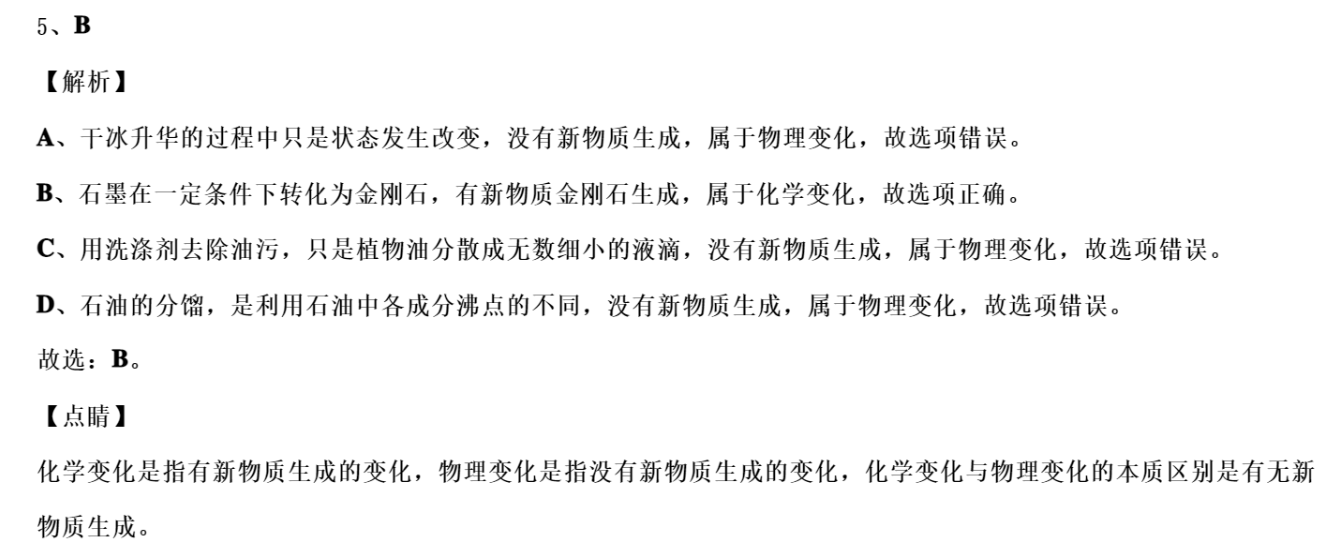 5、B
【解析】
A、干冰升华的过程中只是状态发生改变，没有新物质生成，属于物理变化，故选项错误。
B、石墨在一定条件下转化为金刚石，有新物质金刚石生成，属于化学变化，故选项正确。
C、用洗涤剂去除油污，只是植物油分散成无数细小的液滴，没有新物质生成，属于物理变化，故选项错误。
D、石油的分馏，是利用石油中各成分沸点的不同，没有新物质生成，属于物理变化，故选项错误。
故选：B。
【点睛】
化学变化是指有新物质生成的变化，物理变化是指没有新物质生成的变化，化学变化与物理变化的本质区别是有无新
物质生成。